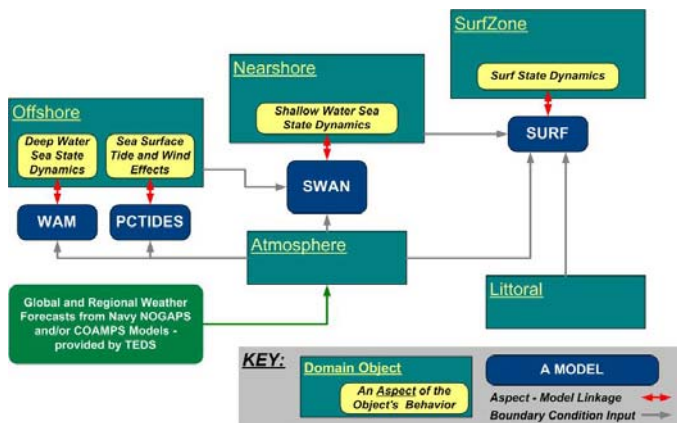 SurfZone
Surf State Dynamics
Nearshore
Shallow Water Sea
State Dynamics
SURF
Offshore
Deep Water
Sea State
Dynamics
Sea Surface
Tide and Wind
Effects
SWAN
WAM
PCTIDES
Atmosphere
Littoral
Global and Regional Weather
Forecasts from Navy NOGAPS
and/or COAMPS Models -
provided by TEDS
KEY:
Domain Object
An Aspect of the
Object's Behavior
A MODEL
Aspect - Model Linkage
Boundary Condition Input